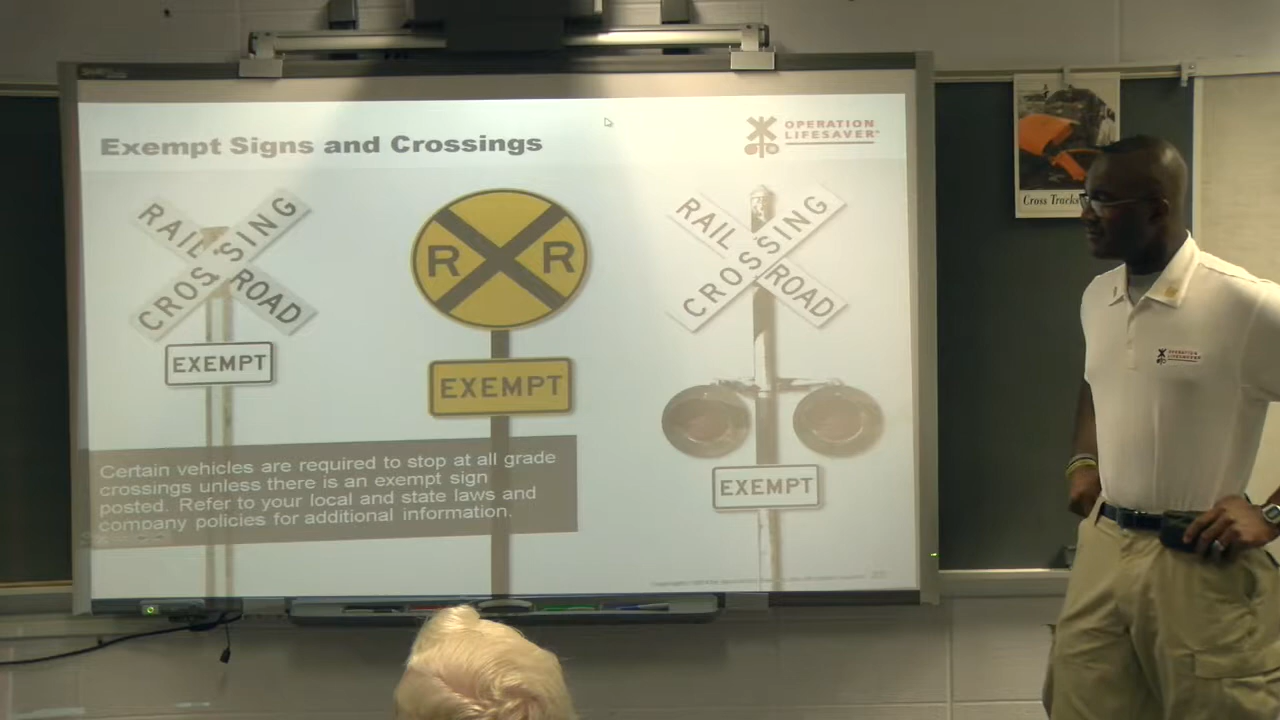 Exempt Signs and Crossings
OPERATION
LIFESAVER
RAIL ROAD
CROSSING
EXEMPT
R R
EXEMPT
RAIL ROAD
CROSSING
EXEMPT
Certain vehicles are required to stop at all grade
crossings unless there is an exempt sign
posted. Refer to your local and state laws and
company policies for additional information.
Cross Tracks
OPERATION
LIFESAVER